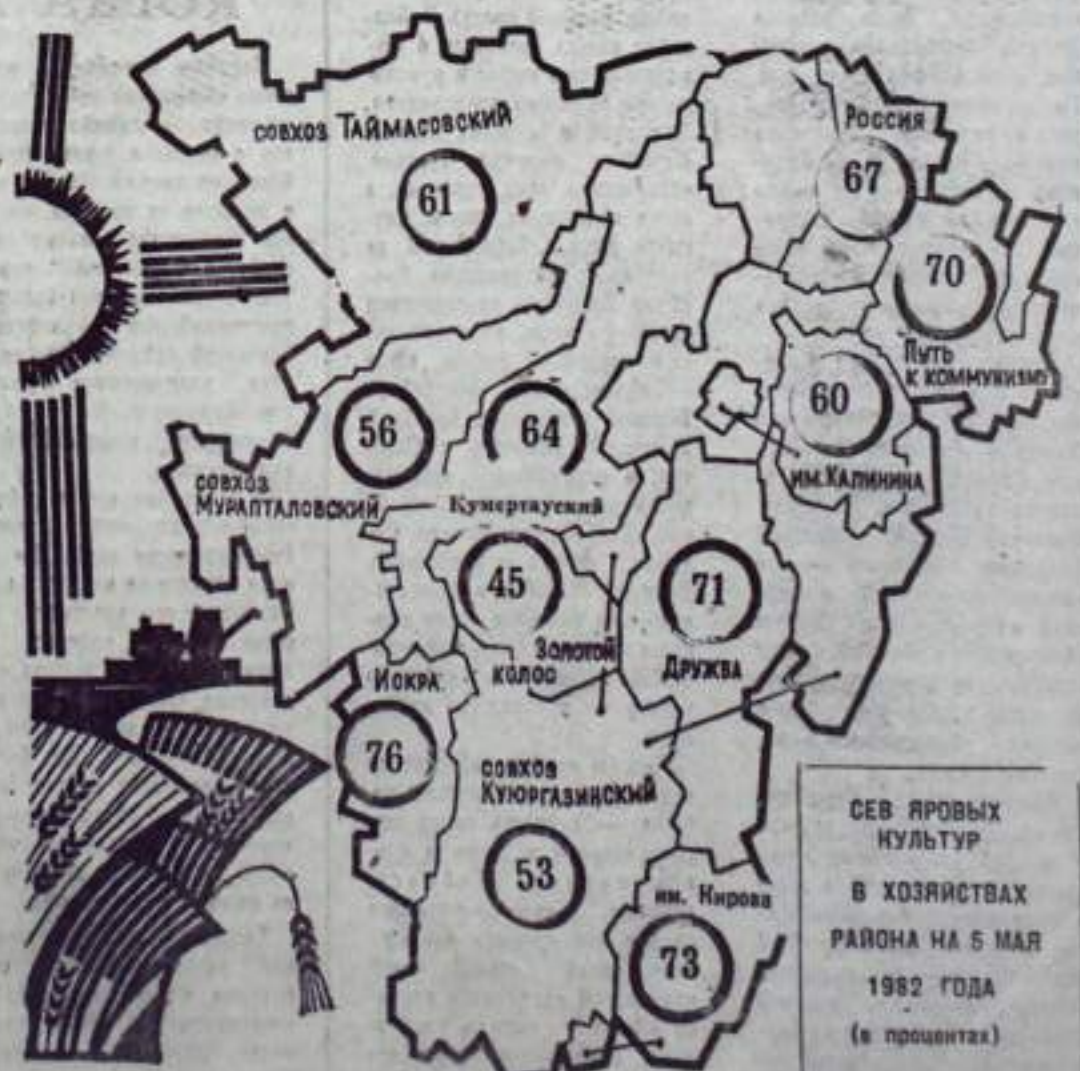 совхоз Таймасовский
61
Россия
67
70
Путь
к коммунизму
60
им. Калинина
56
64
совхоз
Мурапталовский
Кумертауский
45
Золотой
колос
71
Дружба
Искра
76
совхоз
Куюргазинский
53
им. Кирова
73
СЕВ ЯРОВЫХ
КУЛЬТУР
В ХОЗЯЙСТВАХ
РАЙОНА НА 5 МАЯ
1982 ГОДА
(в процентах)